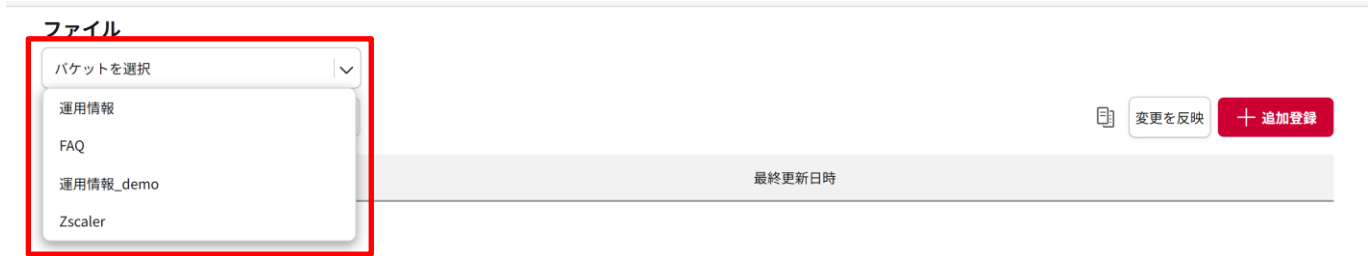 ファイル
バケットを選択
運用情報
FAQ
運用情報_demo
Zscaler
変更を反映
追加登録
最終更新日時